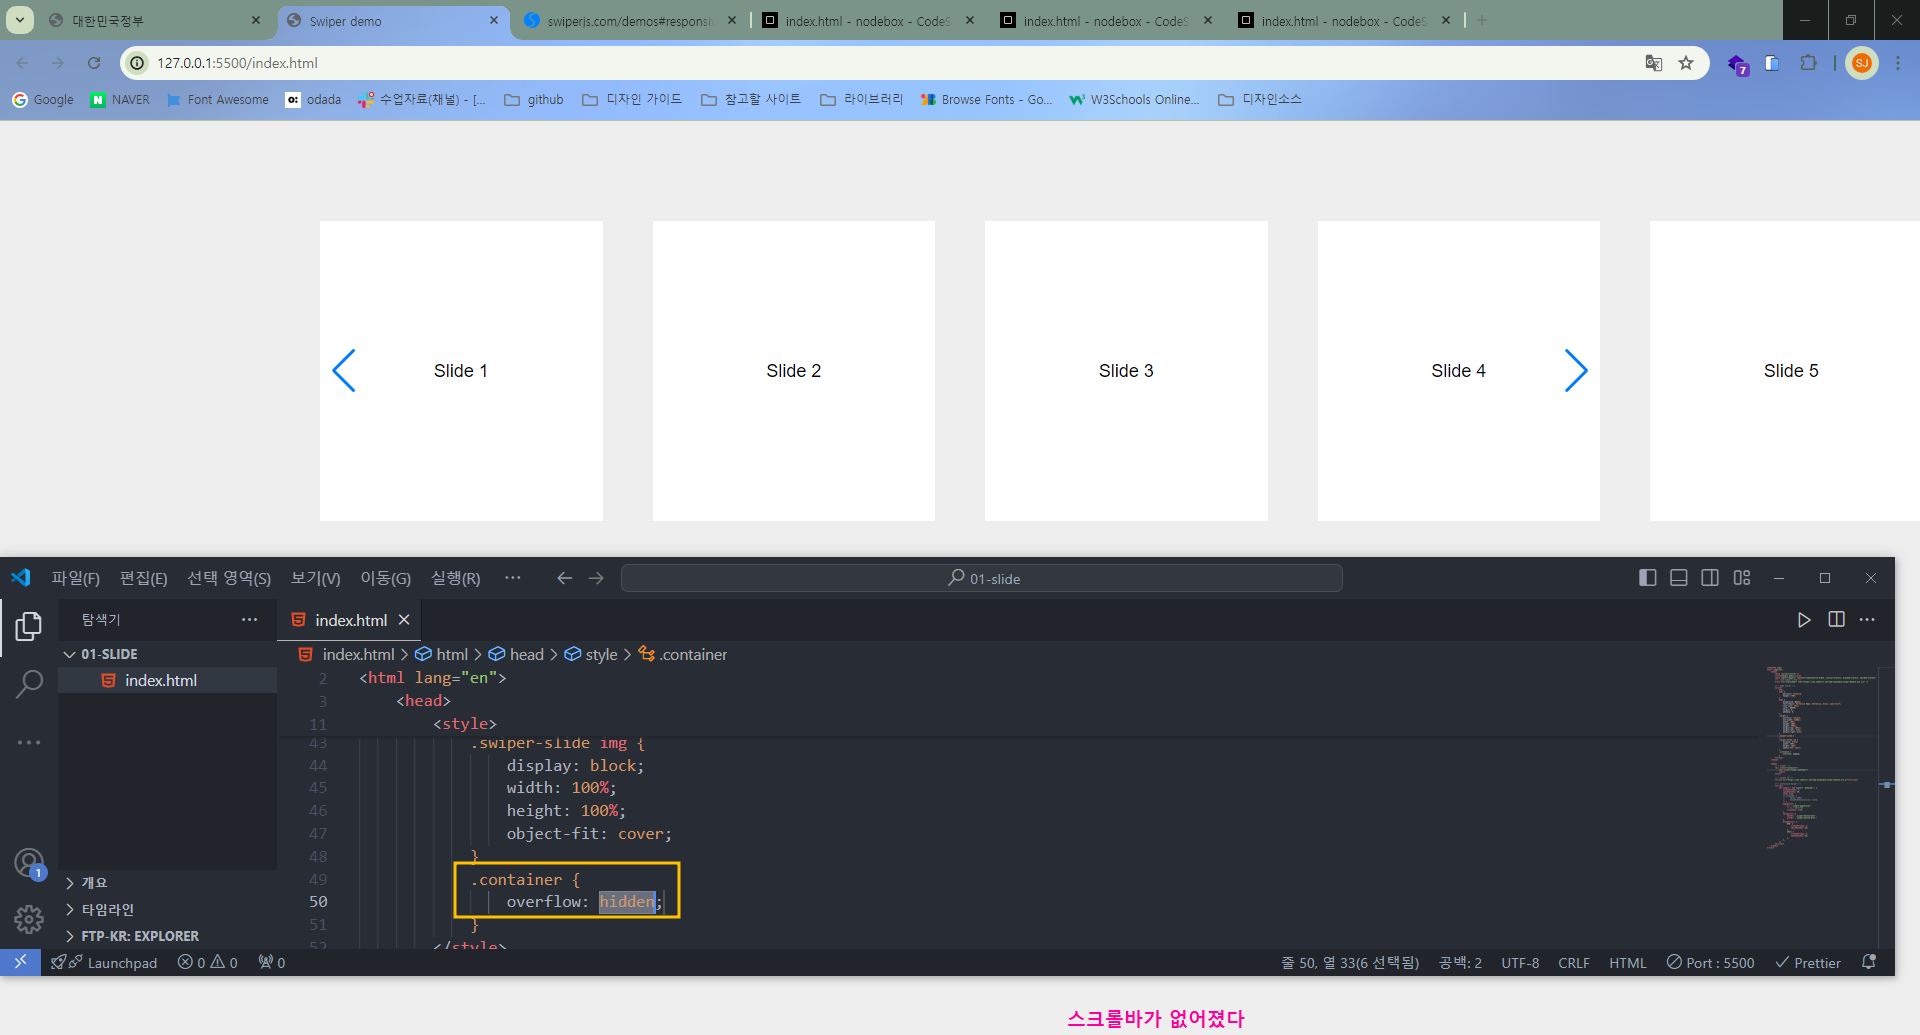 대한민국정부
Swiper demo
swiperjs.com/demos#responsi
index.html - nodebox - CodeS
index.html - nodebox - CodeS
index.html - nodebox - CodeS
127.0.0.1:5500/index.html
7
SJ
Google
NAVER
Font Awesome
odada
수업자료(채널) - [...
github
디자인 가이드
참고할 사이트
라이브러리
Browse Fonts - Go...
W3Schools Online...
디자인소스
Slide 1
Slide 2
Slide 3
Slide 4
Slide 5
파일(F) 편집(E) 선택 영역(S) 보기(V) 이동(G) 실행(R) ···
01-slide
탐색기
index.html
01-SLIDE
index.html
index.html > html > head > style > .container
2 <html lang="en">
3 <head>
11 <style>
43 .swiper-slide img {
44 display: block;
45 width: 100%;
46 height: 100%;
47 object-fit: cover;
48 }
49 .container {
50 overflow: hidden;
51 }
52 </style>
1
개요
타임라인
FTP-KR: EXPLORER
Launchpad
0
0
0
줄 50, 열 33(6 선택됨)
공백: 2
UTF-8
CRLF
HTML
Port : 5500
Prettier
스크롤바가 없어졌다